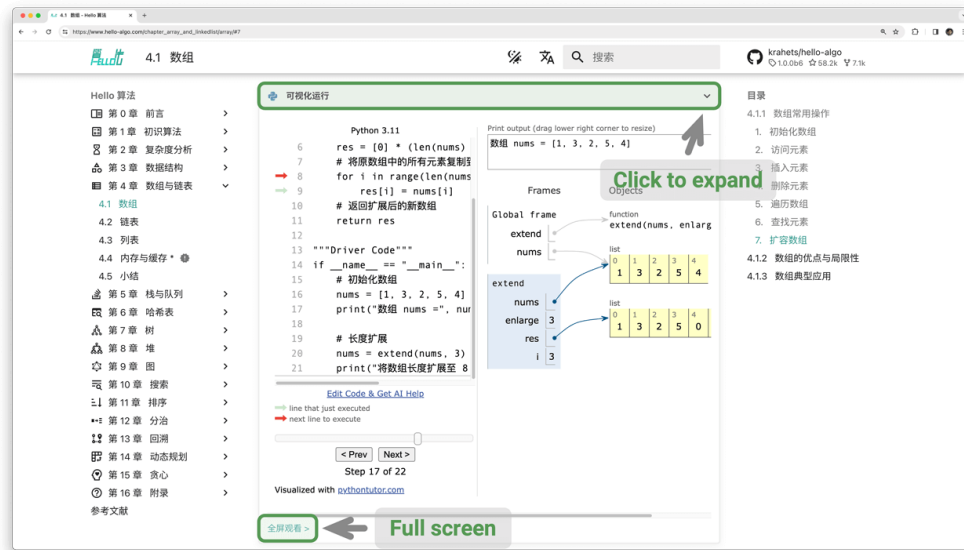 4.1 数组 - Hello 算法
https://www.hello-algo.com/chapter_array_and_linkedlist/array/#7
4.1 数组
搜索
krahets/hello-algo
1.0.0b6 58.2k 7.1k
Hello 算法
第 0 章 前言
第 1 章 初识算法
第 2 章 复杂度分析
第 3 章 数据结构
第 4 章 数组与链表
4.1 数组
4.2 链表
4.3 列表
4.4 内存与缓存 *
4.5 小结
第 5 章 栈与队列
第 6 章 哈希表
第 7 章 树
第 8 章 堆
第 9 章 图
第 10 章 搜索
第 11 章 排序
第 12 章 分治
第 13 章 回溯
第 14 章 动态规划
第 15 章 贪心
第 16 章 附录
参考文献
可视化运行
Python 3.11
6 res = [0] * (len(nums)
7 # 将原数组中的所有元素复制到
8 for i in range(len(nums
9 res[i] = nums[i]
10 # 返回扩展后的新数组
11 return res
12
13 """Driver Code"""
14 if __name__ == "__main__":
15 # 初始化数组
16 nums = [1, 3, 2, 5, 4]
17 print("数组 nums =", num
18
19 # 长度扩展
20 nums = extend(nums, 3)
21 print("将数组长度扩展至 8
Edit Code & Get AI Help
line that just executed
next line to execute
< Prev Next >
Step 17 of 22
Visualized with pythontutor.com
全屏观看 >
Full screen
Print output (drag lower right corner to resize)
数组 nums = [1, 3, 2, 5, 4]
Click to expand
Frames Objects
Global frame
extend
nums
function
extend(nums, enlarg
list
0 1 2 3 4
1 3 2 5 4
extend
nums
enlarge 3
res
i 3
list
0 1 2 3 4
1 3 2 5 0
目录
4.1.1 数组常用操作
1. 初始化数组
2. 访问元素
3. 插入元素
删除元素
5. 遍历数组
6. 查找元素
7. 扩容数组
4.1.2 数组的优点与局限性
4.1.3 数组典型应用